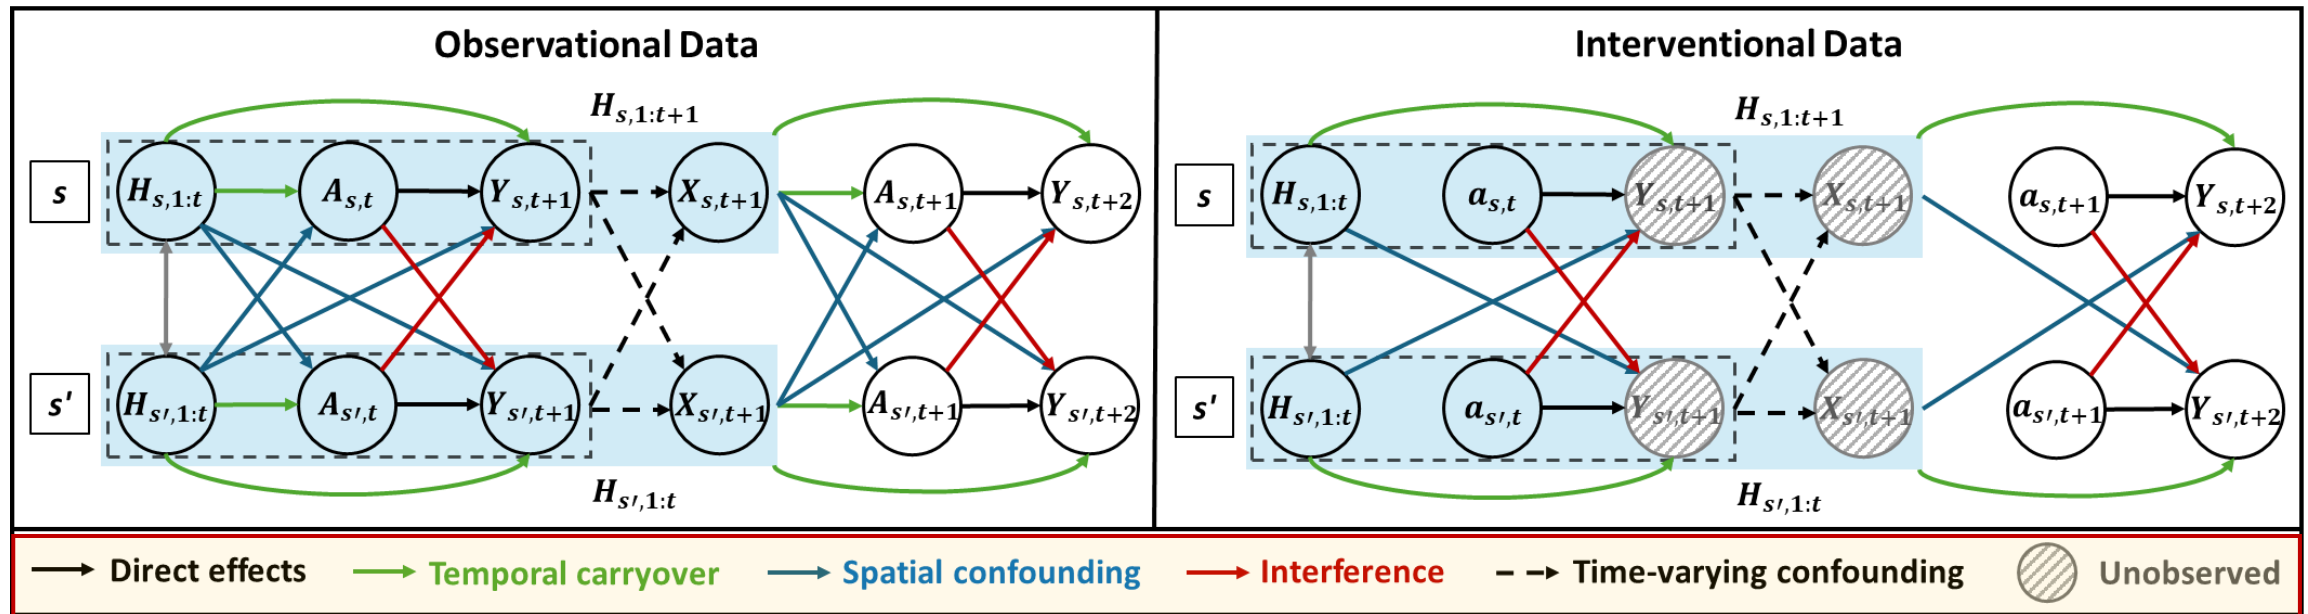 Observational Data
H_{s,1:t+1}
s
H_{s,1:t} A_{s,t} Y_{s,t+1} X_{s,t+1} A_{s,t+1} Y_{s,t+2}
s'
H_{s′,1:t} A_{s′,t} Y_{s′,t+1} X_{s′,t+1} A_{s′,t+1} Y_{s′,t+2}
H_{s′,1:t}
Interventional Data
H_{s,1:t+1}
s
H_{s,1:t} a_{s,t} Y_{s,t+1} X_{s,t+1} a_{s,t+1} Y_{s,t+2}
s'
H_{s′,1:t} a_{s′,t} Y_{s′,t+1} X_{s′,t+1} a_{s′,t+1} Y_{s′,t+2}
H_{s′,1:t}
Direct effects Temporal carryover Spatial confounding Interference Time-varying confounding Unobserved